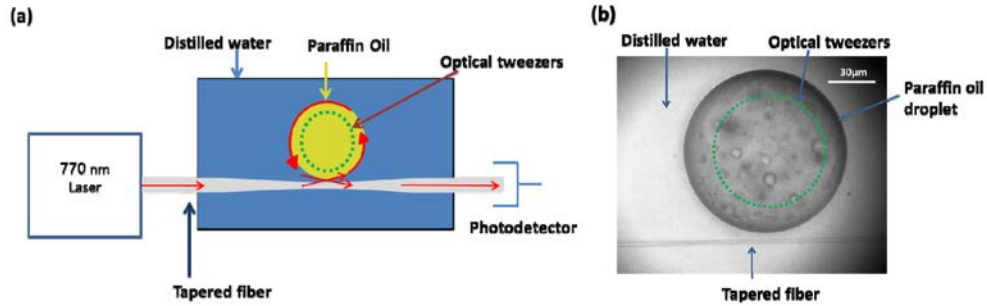 (a)
Distilled water
Paraffin Oil
Optical tweezers
770 nm
Laser
Photodetector
Tapered fiber
(b)
Distilled water
Optical tweezers
30µm
Paraffin oil
droplet
Tapered fiber